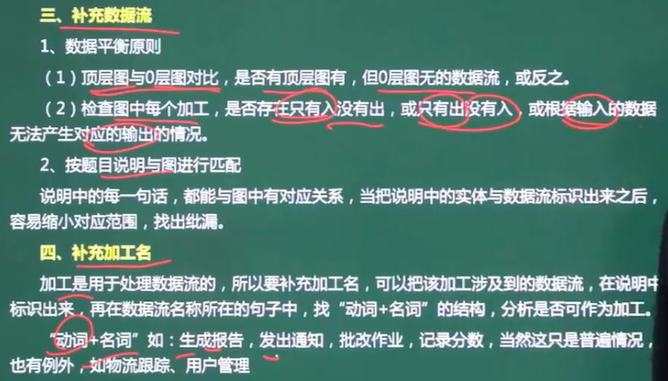 三、补充数据流
1、数据平衡原则
（1）顶层图与0层图对比，是否有顶层图有，但0层图无的数据流，或反之。
（2）检查图中每个加工，是否存在只有入没有出，或只有出没有入，或根据输入的数据
无法产生对应的输出的情况。
2、按题目说明与图进行匹配
说明中的每一句话，都能与图中有对应关系，当把说明中的实体与数据流标识出来之后，
容易缩小对应范围，找出纰漏。
四、补充加工名
加工是用于处理数据流的，所以要补充加工名，可以把该加工涉及到的数据流，在说明中
标识出来，再在数据流名称所在的句子中，找“动词+名词”的结构，分析是否可作为加工。
“动词+名词”如：生成报告，发出通知，批改作业，记录分数，当然这只是普遍情况，
也有例外，如物流跟踪、用户管理